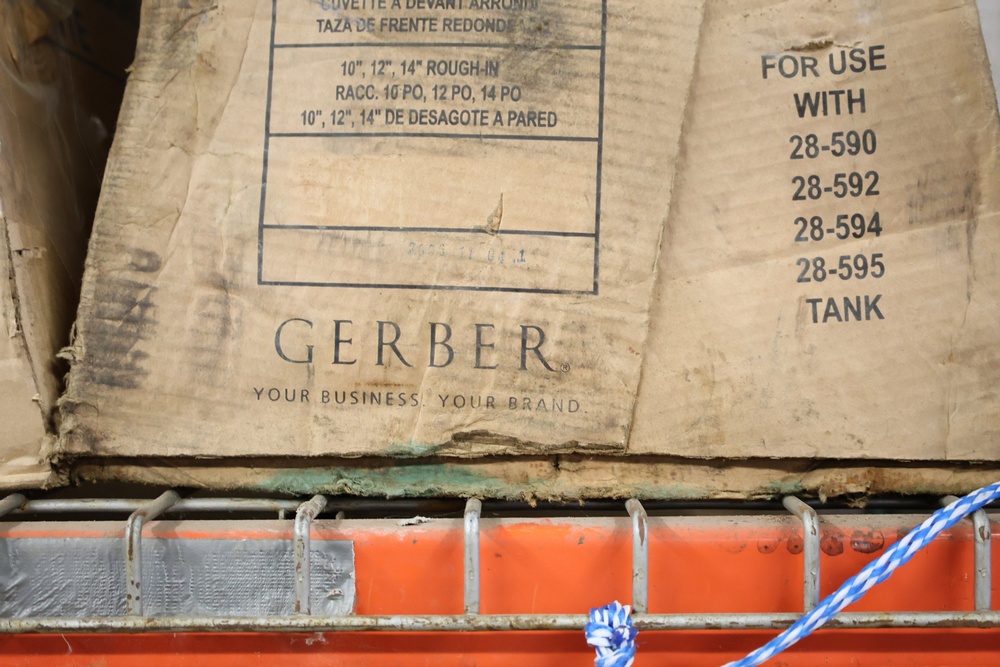 CUVETTE À DEVANT ARRONDI
TAZA DE FRENTE REDONDEADA
10", 12", 14" ROUGH-IN
RACC. 10 PO, 12 PO, 14 PO
10", 12", 14" DE DESAGOTE A PARED
GERBER®
YOUR BUSINESS. YOUR BRAND.
FOR USE
WITH
28-590
28-592
28-594
28-595
TANK